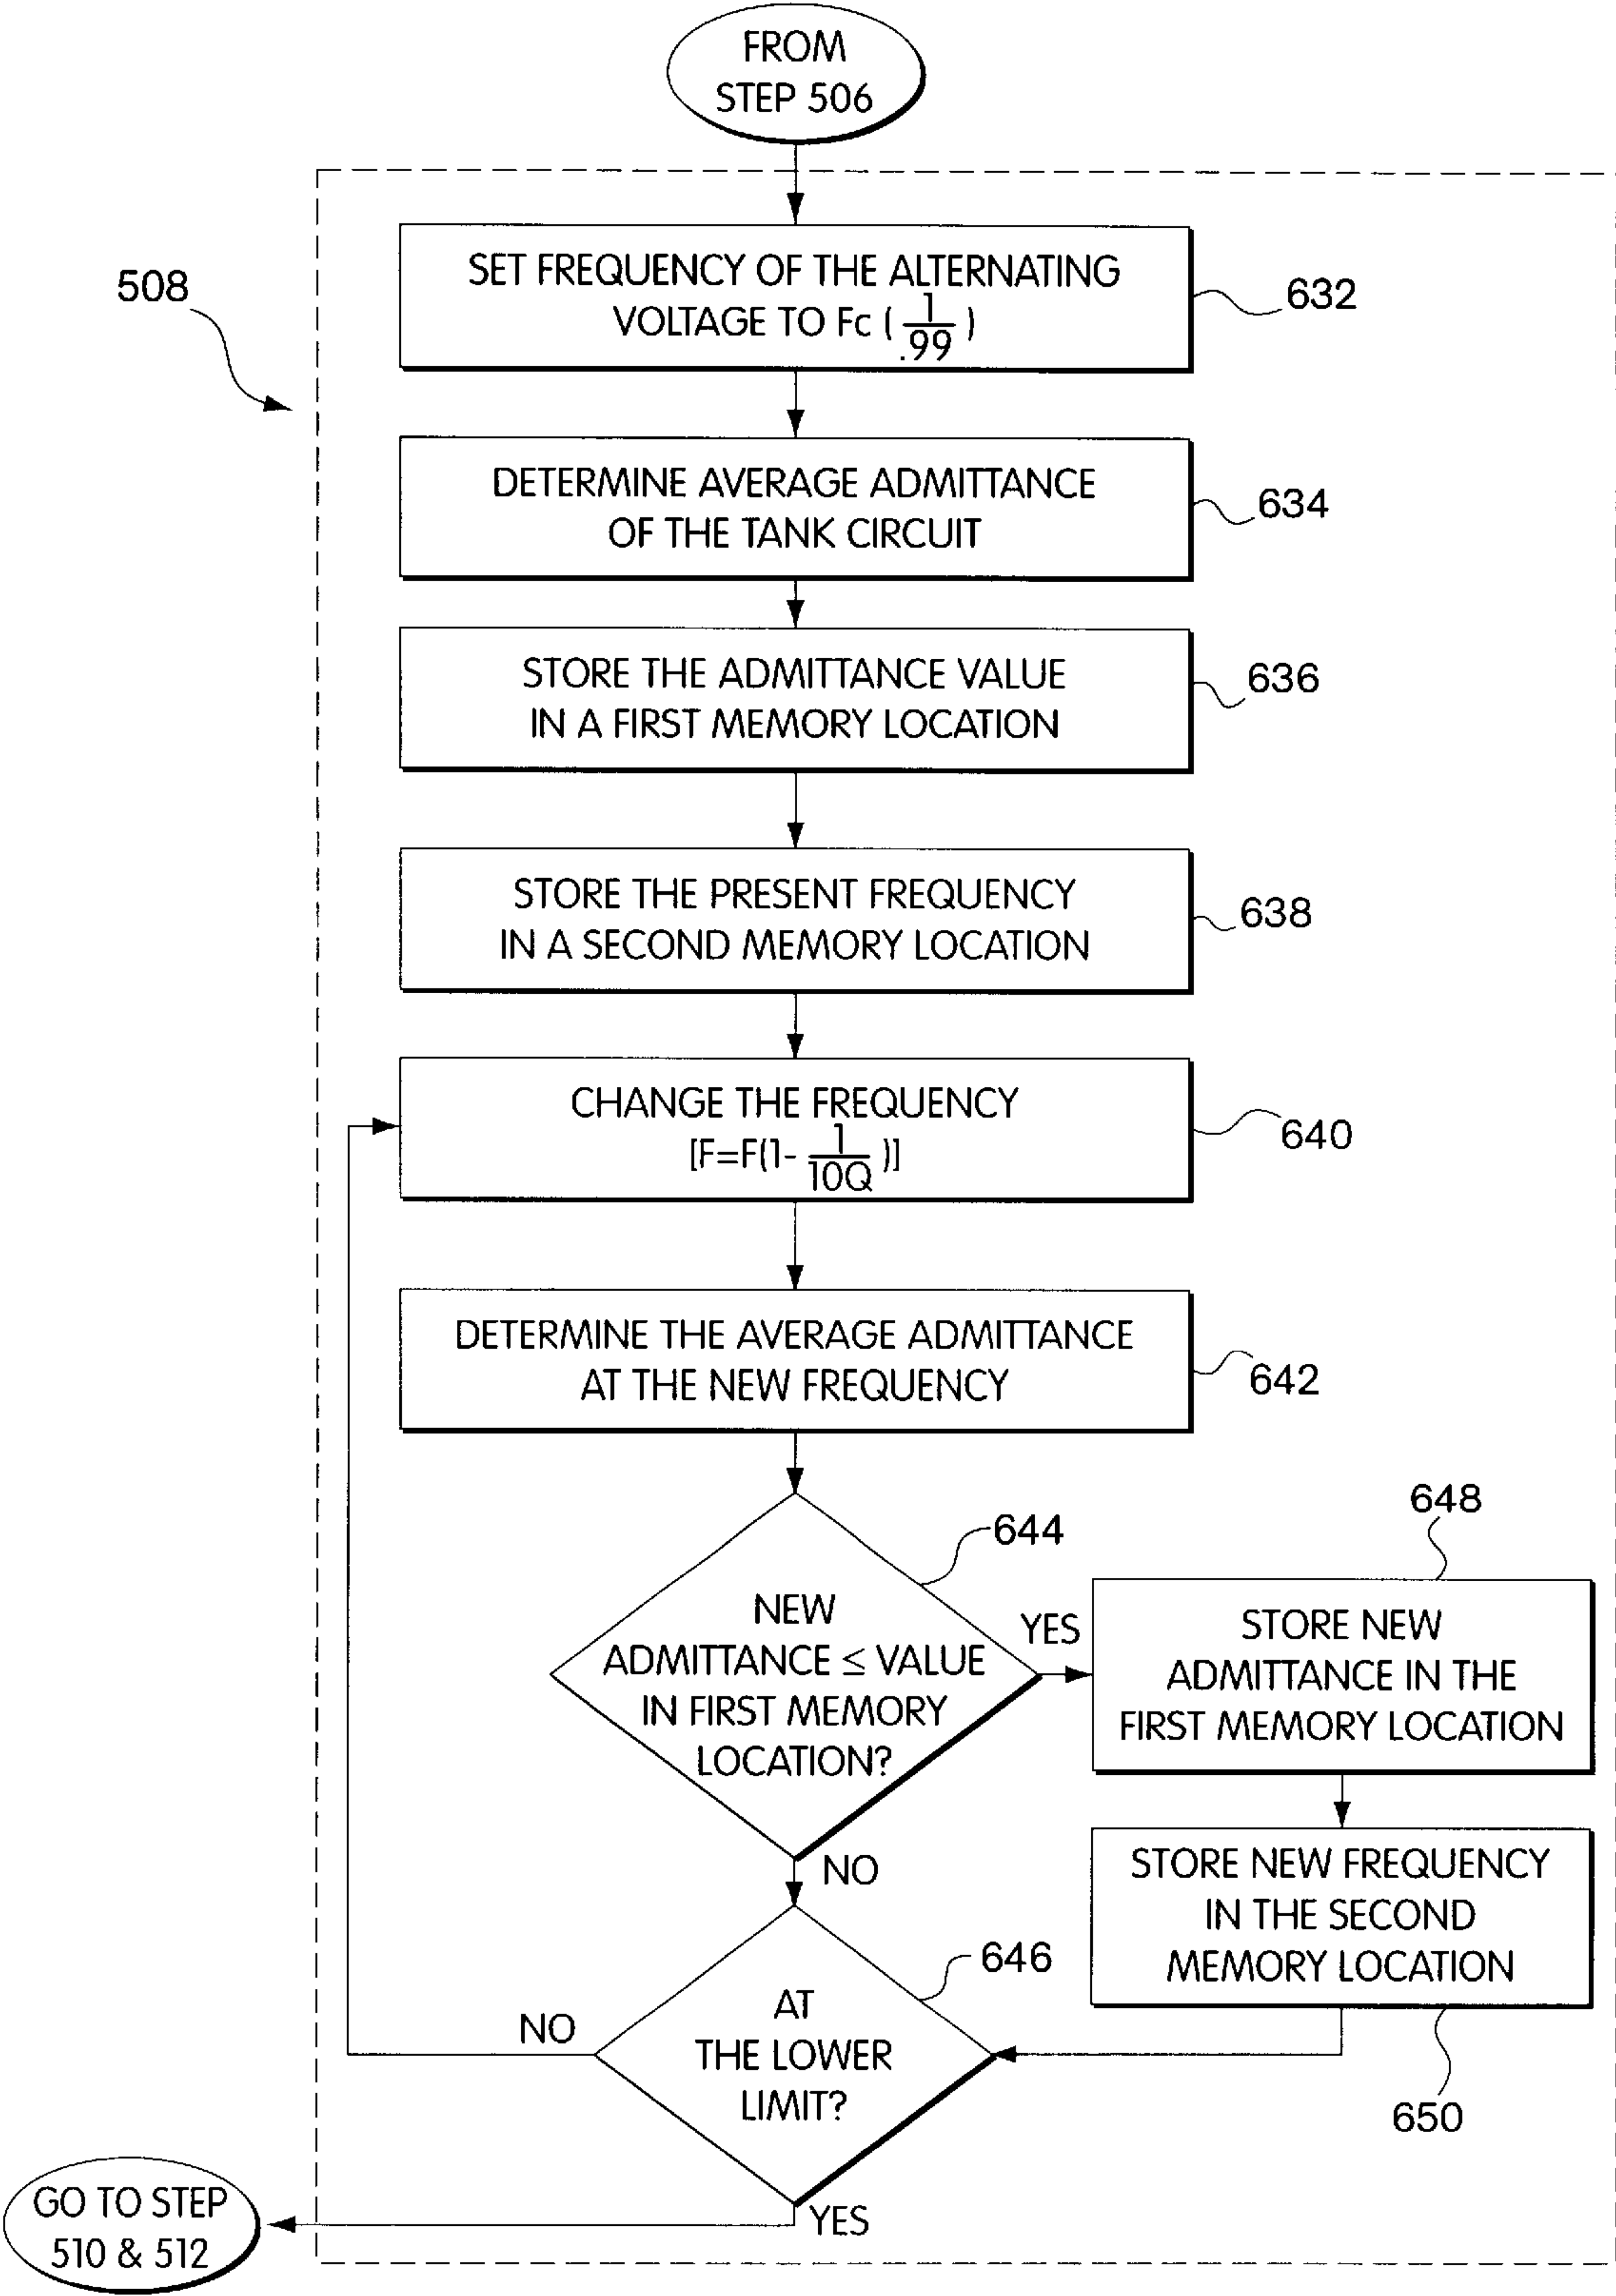 FROM
STEP 506
508
SET FREQUENCY OF THE ALTERNATING
VOLTAGE TO Fc ( 1/.99 )
632
DETERMINE AVERAGE ADMITTANCE
OF THE TANK CIRCUIT
634
STORE THE ADMITTANCE VALUE
IN A FIRST MEMORY LOCATION
636
STORE THE PRESENT FREQUENCY
IN A SECOND MEMORY LOCATION
638
CHANGE THE FREQUENCY
[F=F(1- 1/10Q )]
640
DETERMINE THE AVERAGE ADMITTANCE
AT THE NEW FREQUENCY
642
644
NEW
ADMITTANCE ≤ VALUE
IN FIRST MEMORY
LOCATION?
YES
NO
648
STORE NEW
ADMITTANCE IN THE
FIRST MEMORY LOCATION
STORE NEW FREQUENCY
IN THE SECOND
MEMORY LOCATION
650
646
AT
THE LOWER
LIMIT?
NO
YES
GO TO STEP
510 & 512